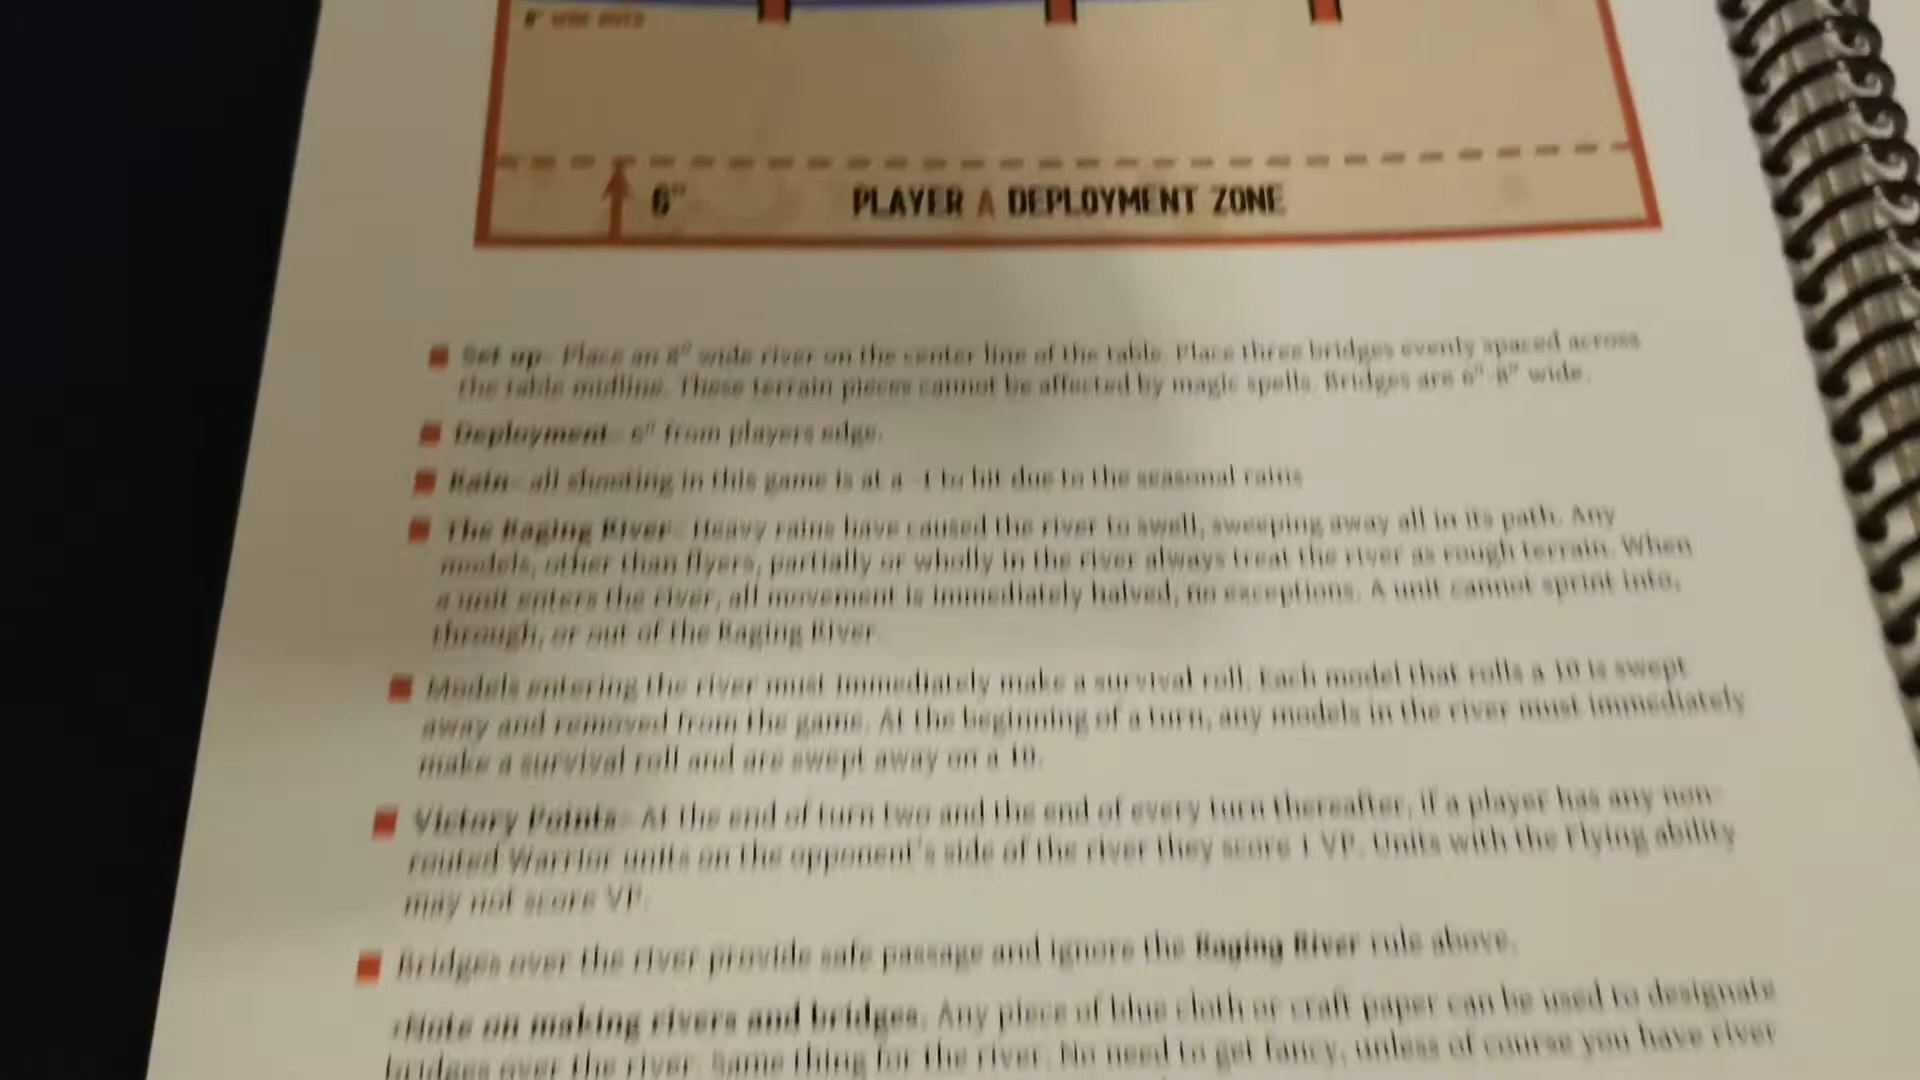 8" WIDE RIVER
6" PLAYER A DEPLOYMENT ZONE
Set up- Place an 8" wide river on the center line of the table. Place three bridges evenly spaced across
the table midline. These terrain pieces cannot be affected by magic spells. Bridges are 6"-8" wide.
Deployment- 6" from players edge.
Rain- all shooting in this game is at a -1 to hit due to the seasonal rains
The Raging River- Heavy rains have caused the river to swell, sweeping away all in its path. Any
models, other than flyers, partially or wholly in the river always treat the river as rough terrain. When
a unit enters the river, all movement is immediately halved, no exceptions. A unit cannot sprint into,
through, or out of the Raging River.
Models entering the river must immediately make a survival roll. Each model that rolls a 10 is swept
away and removed from the game. At the beginning of a turn, any models in the river must immediately
make a survival roll and are swept away on a 10.
Victory Points- At the end of turn two and the end of every turn thereafter, if a player has any non-
routed Warrior units on the opponent's side of the river they score 1 VP. Units with the Flying ability
may not score VP.
Bridges over the river provide safe passage and ignore the Raging River rule above.
*Note on making rivers and bridges. Any piece of blue cloth or craft paper can be used to designate
bridges over the river. Same thing for the river. No need to get fancy, unless of course you have river